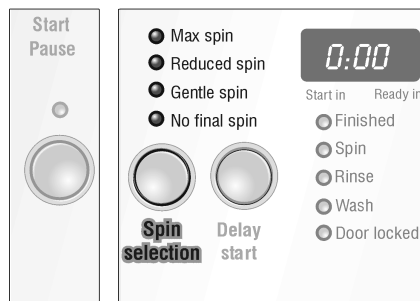 Start
Pause
Max spin
Reduced spin
Gentle spin
No final spin
0:00
Start in
Ready in
Finished
Spin
Rinse
Wash
Door locked
Spin
selection
Delay
start